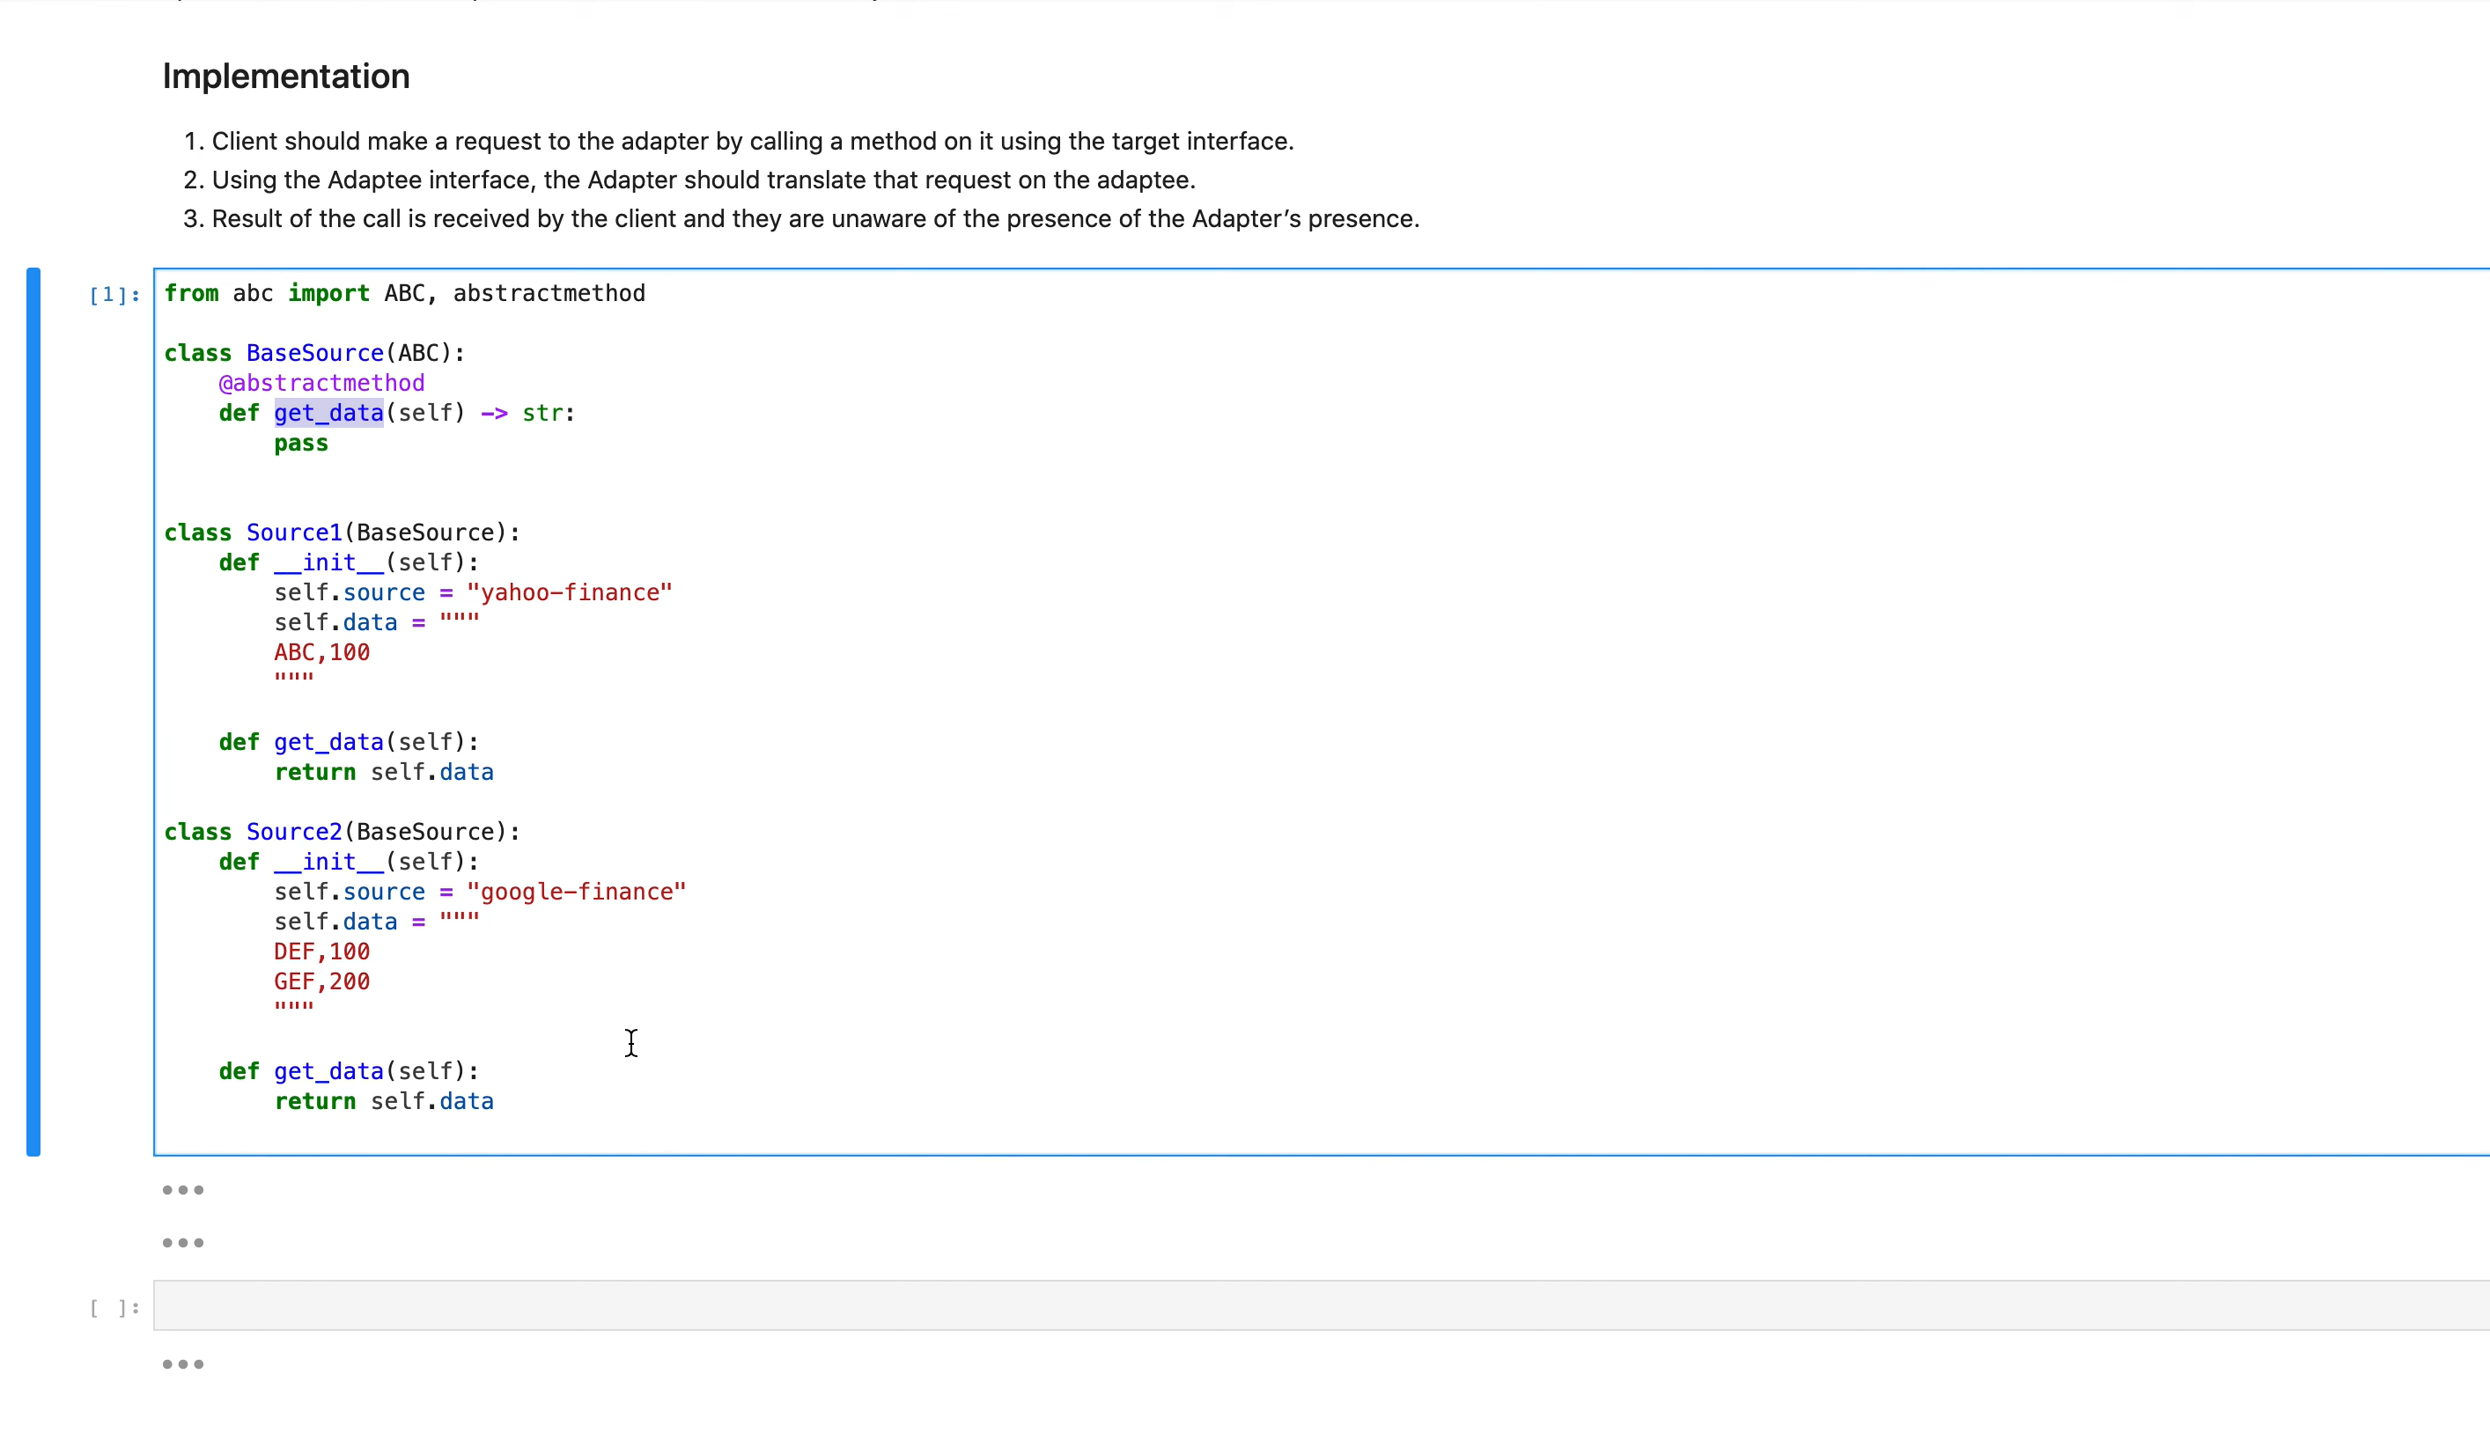 Implementation
1. Client should make a request to the adapter by calling a method on it using the target interface.
2. Using the Adaptee interface, the Adapter should translate that request on the adaptee.
3. Result of the call is received by the client and they are unaware of the presence of the Adapter’s presence.
[1]: from abc import ABC, abstractmethod
class BaseSource(ABC):
    @abstractmethod
    def get_data(self) -> str:
        pass
class Source1(BaseSource):
    def __init__(self):
        self.source = "yahoo-finance"
        self.data = """
        ABC,100
        """
    def get_data(self):
        return self.data
class Source2(BaseSource):
    def __init__(self):
        self.source = "google-finance"
        self.data = """
        DEF,100
        GEF,200
        """
    def get_data(self):
        return self.data
[ ]: